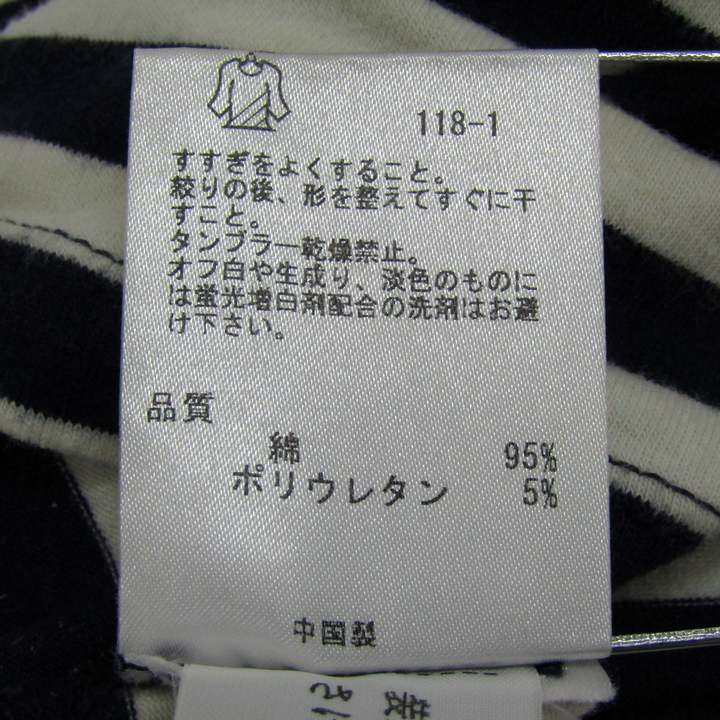 118-1
すすぎをよくすること。
絞りの後、形を整えてすぐに干
すこと。
タンブラー乾燥禁止。
オフ白や生成り、淡色のものに
は蛍光増白剤配合の洗剤はお避
け下さい。
品質
綿 95%
ポリウレタン 5%
中国製